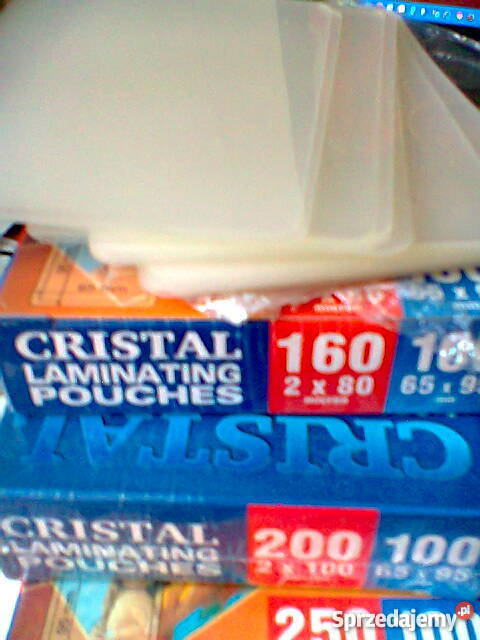 CRISTAL
LAMINATING
POUCHES
160
2 x 80
65 x 95
CRISTAL
CRISTAL
LAMINATING
POUCHES
200
2 x 100
100
65 x 95
250
Sprzedajemy.pl